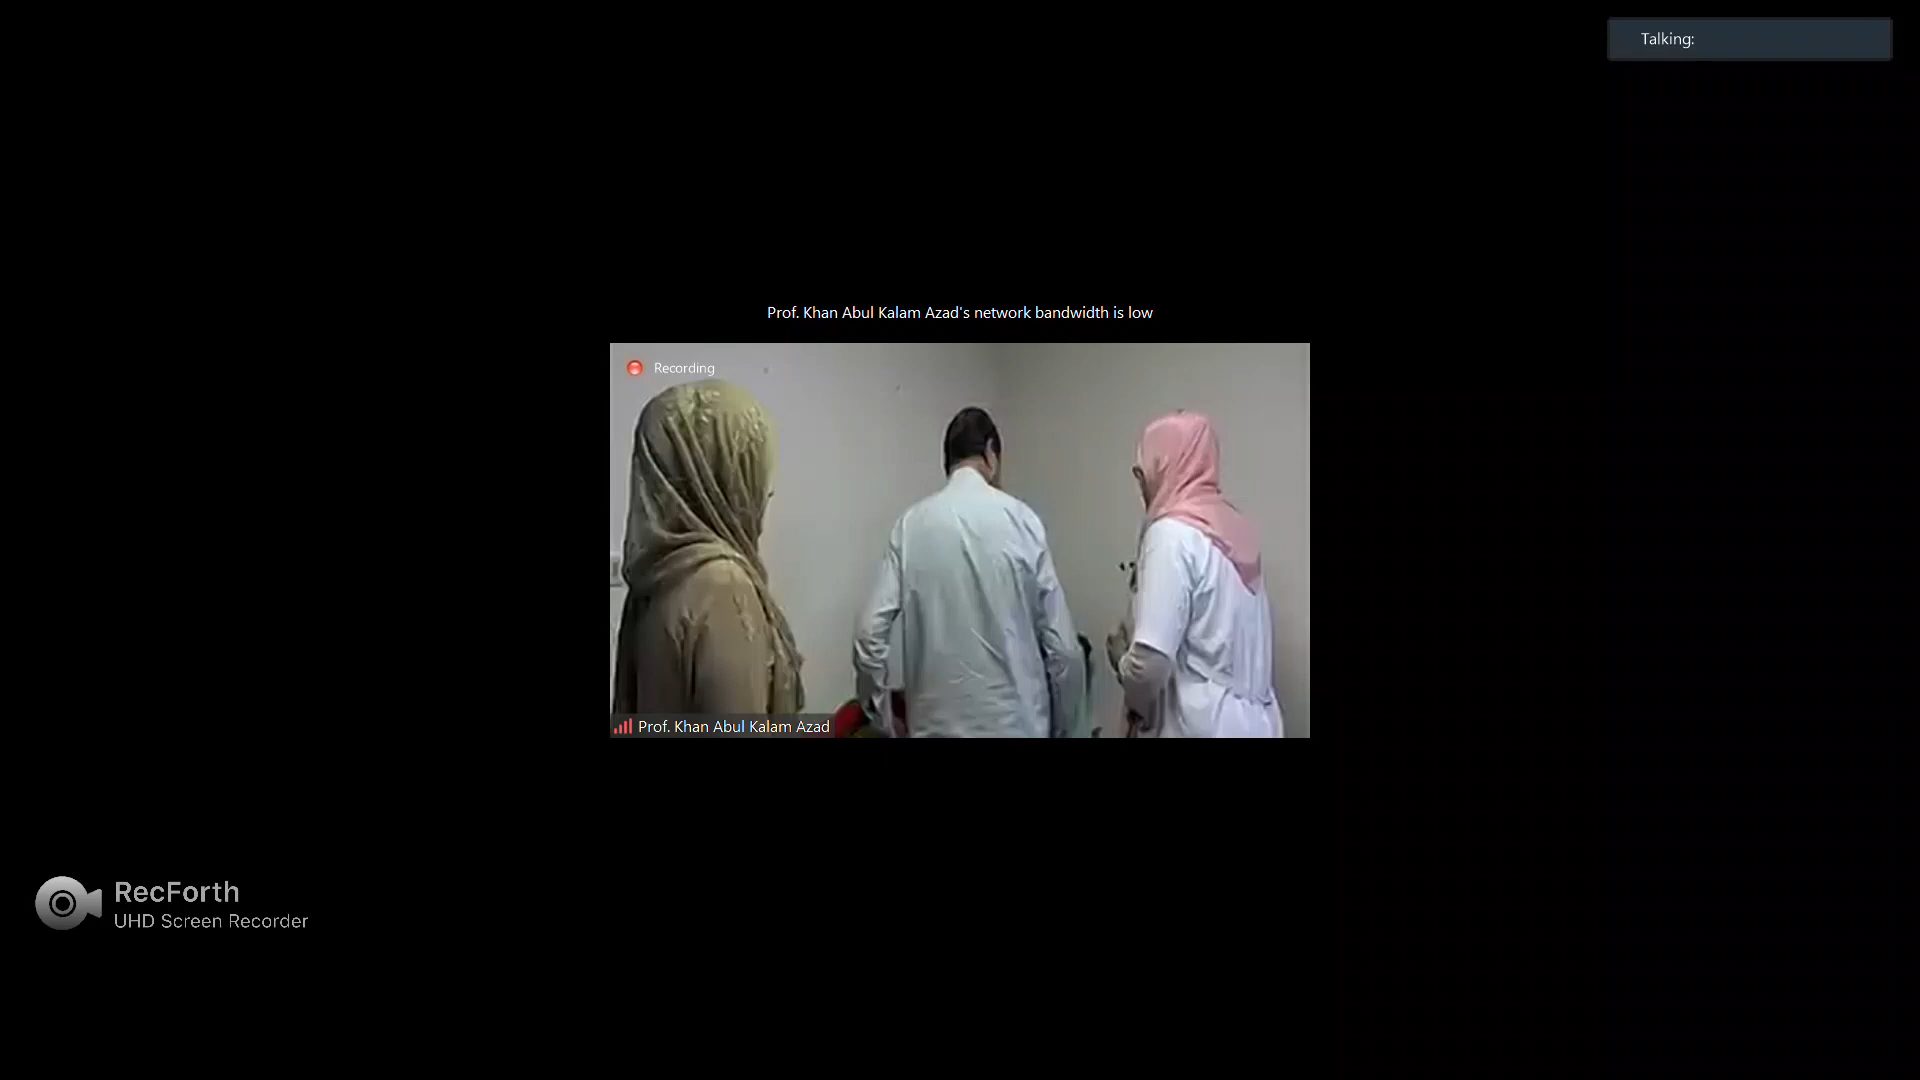 Talking:
Prof. Khan Abul Kalam Azad's network bandwidth is low
Recording
Prof. Khan Abul Kalam Azad
RecForth
UHD Screen Recorder